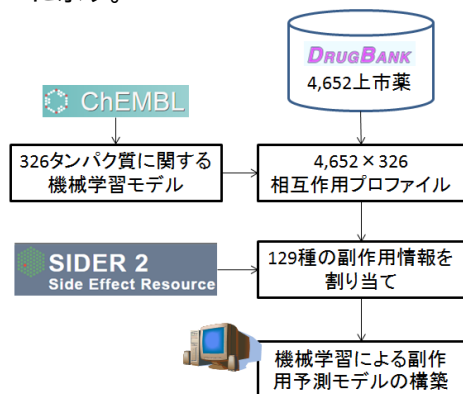 DRUGBANK
4,652上市薬
ChEMBL
326タンパク質に関する
機械学習モデル
4,652×326
相互作用プロファイル
SIDER 2
Side Effect Resource
129種の副作用情報を
割り当て
機械学習による副作
用予測モデルの構築